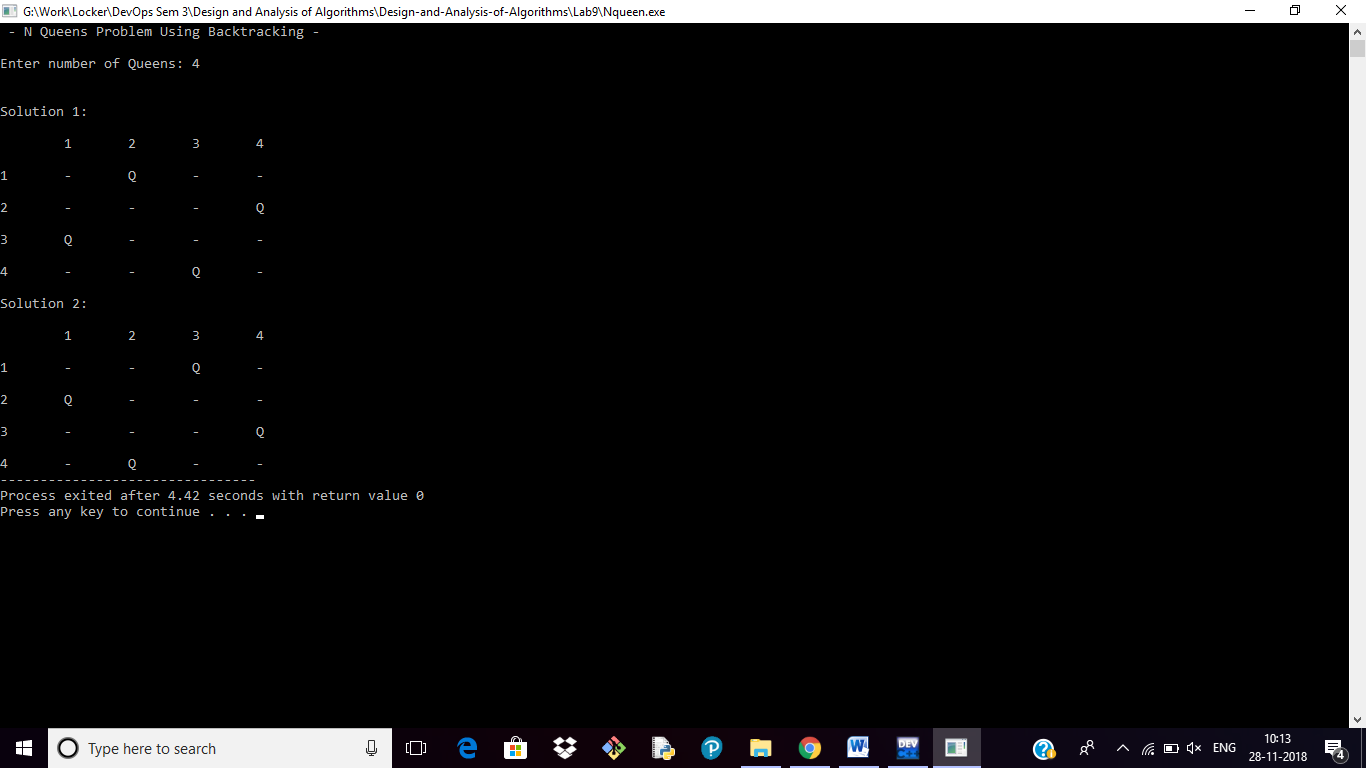 G:\Work\Locker\DevOps Sem 3\Design and Analysis of Algorithms\Design-and-Analysis-of-Algorithms\Lab9\Nqueen.exe
- N Queens Problem Using Backtracking -
Enter number of Queens: 4
Solution 1:
1 2 3 4
1 - Q - -
2 - - - Q
3 Q - - -
4 - - Q -
Solution 2:
1 2 3 4
1 - - Q -
2 Q - - -
3 - - - Q
4 - Q - -
--------------------------------
Process exited after 4.42 seconds with return value 0
Press any key to continue . . .
Type here to search
DEV
ENG
10:13
28-11-2018
4